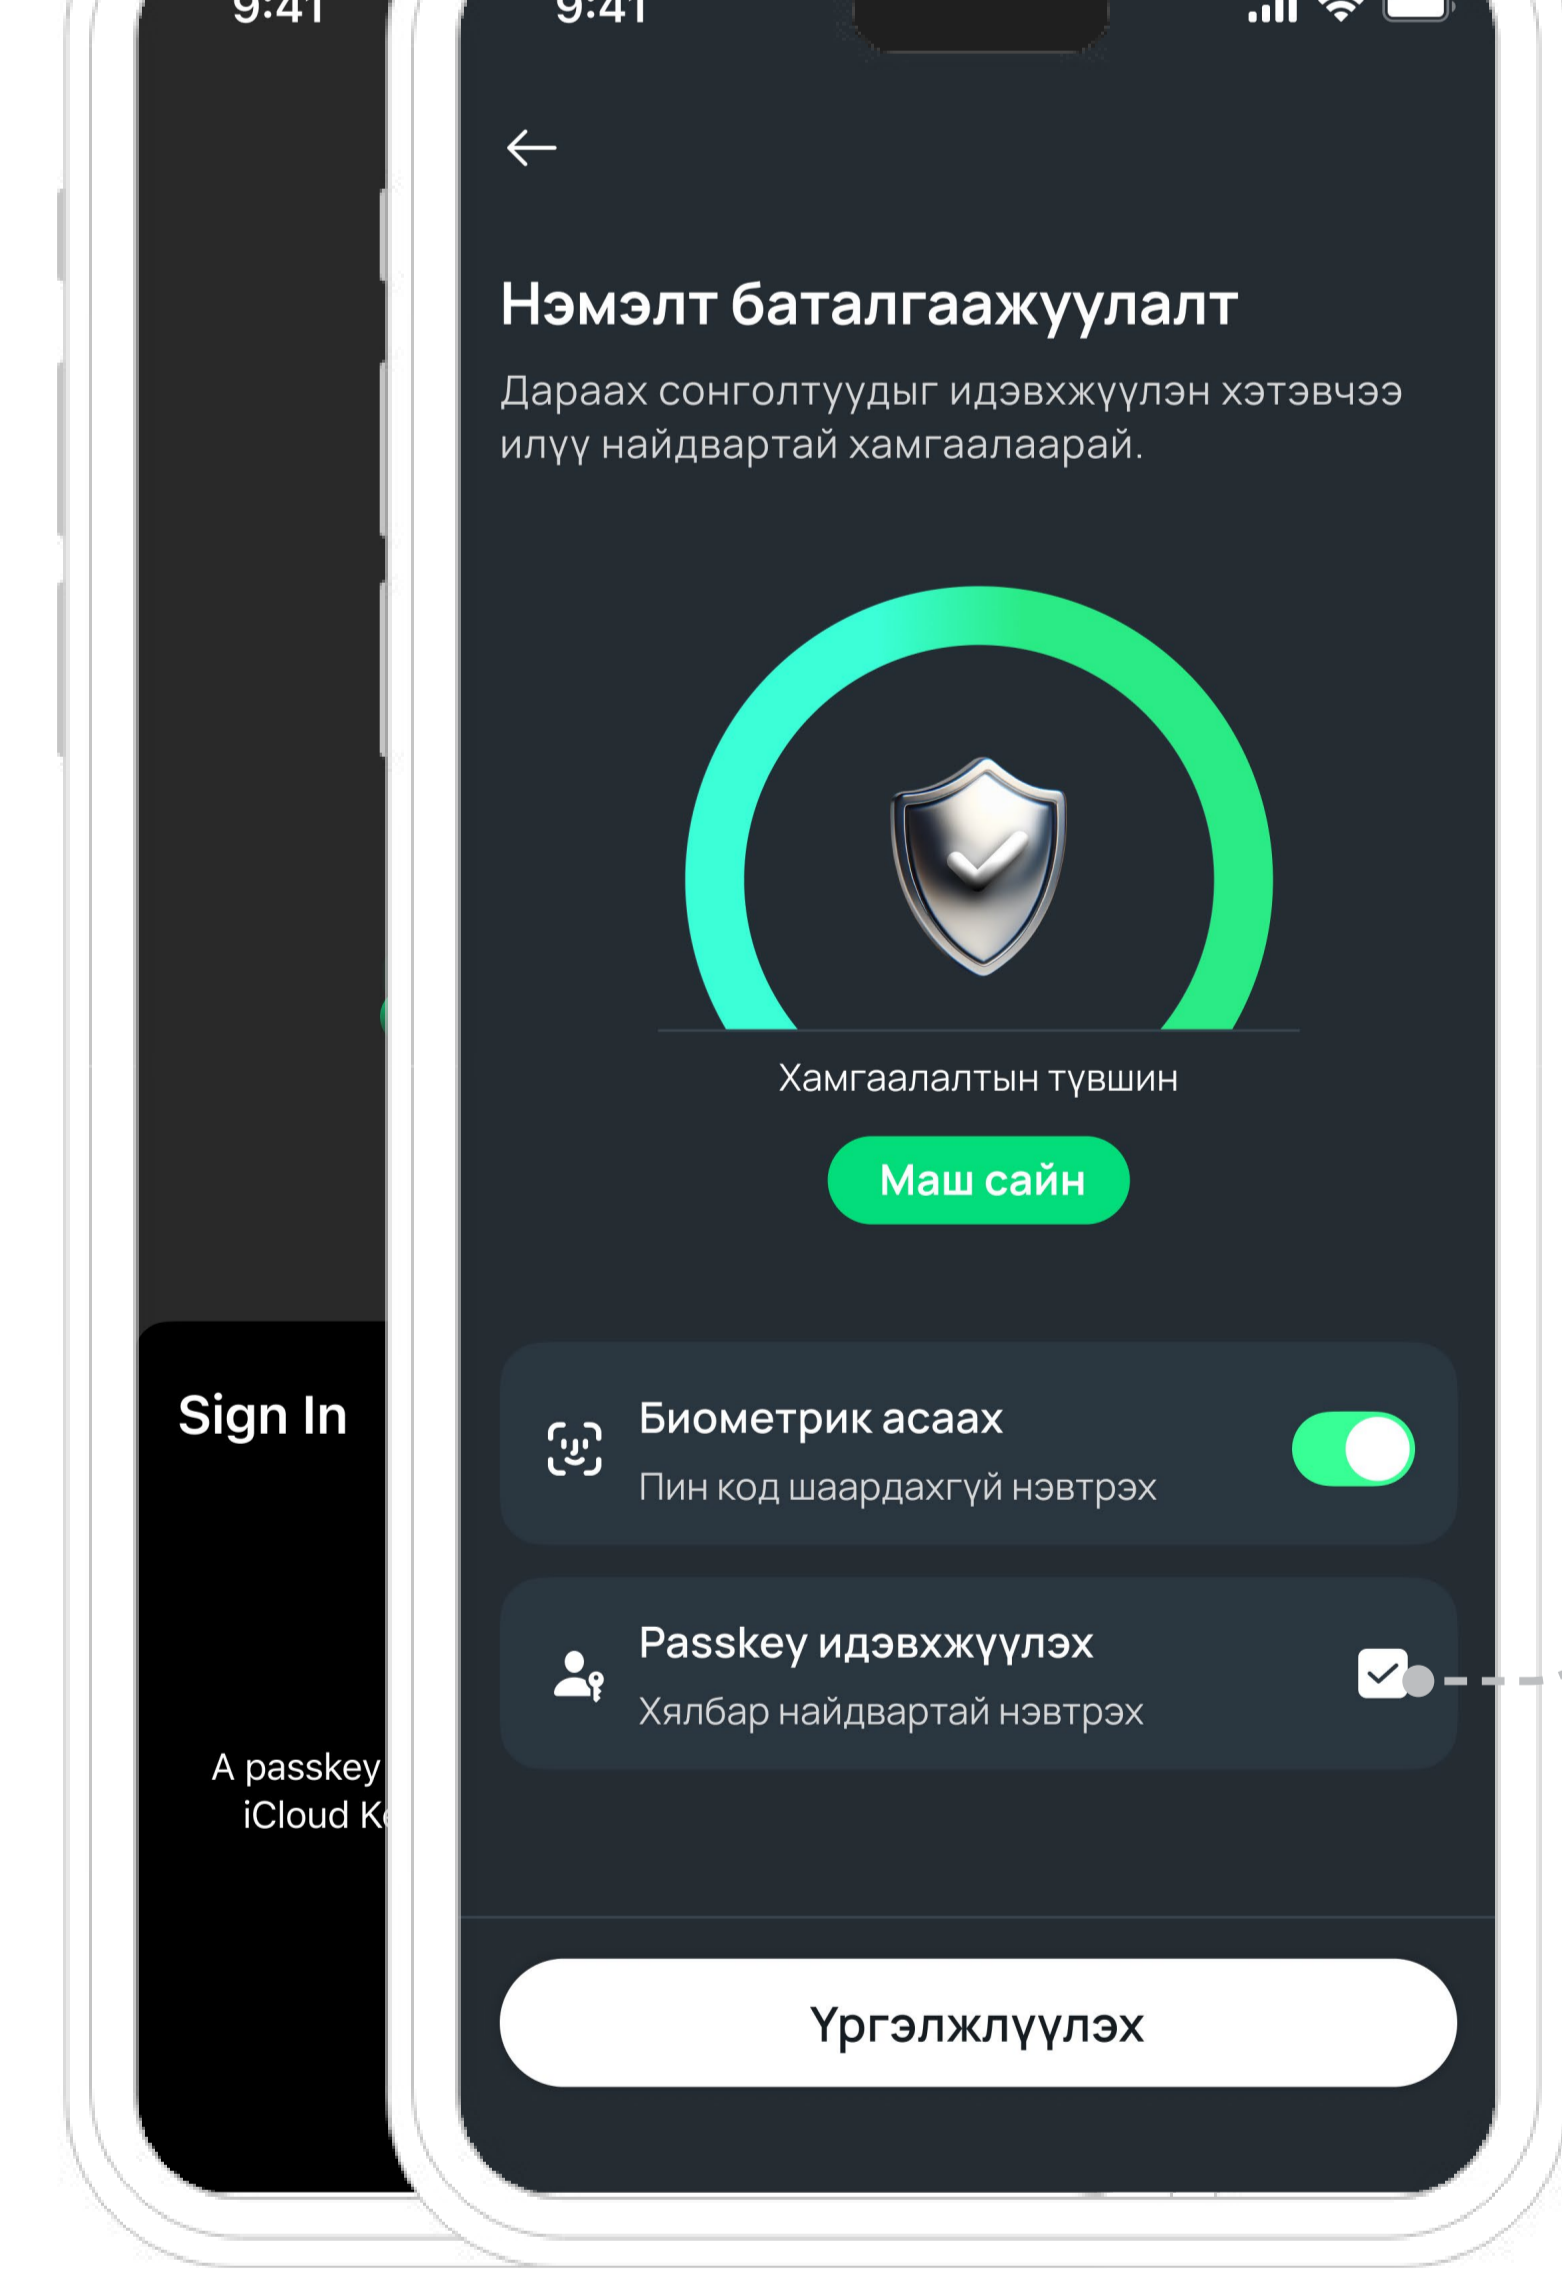 9:41
9:41
Нэмэлт баталгаажуулалт
Дараах сонголтуудыг идэвхжүүлэн хэтэвчээ
илүү найдвартай хамгаалаарай.
Хамгаалалтын түвшин
Маш сайн
Биометрик асаах
Пин код шаардахгүй нэвтрэх
Passkey идэвхжүүлэх
Хялбар найдвартай нэвтрэх
Үргэлжлүүлэх
Sign In
A passkey
iCloud